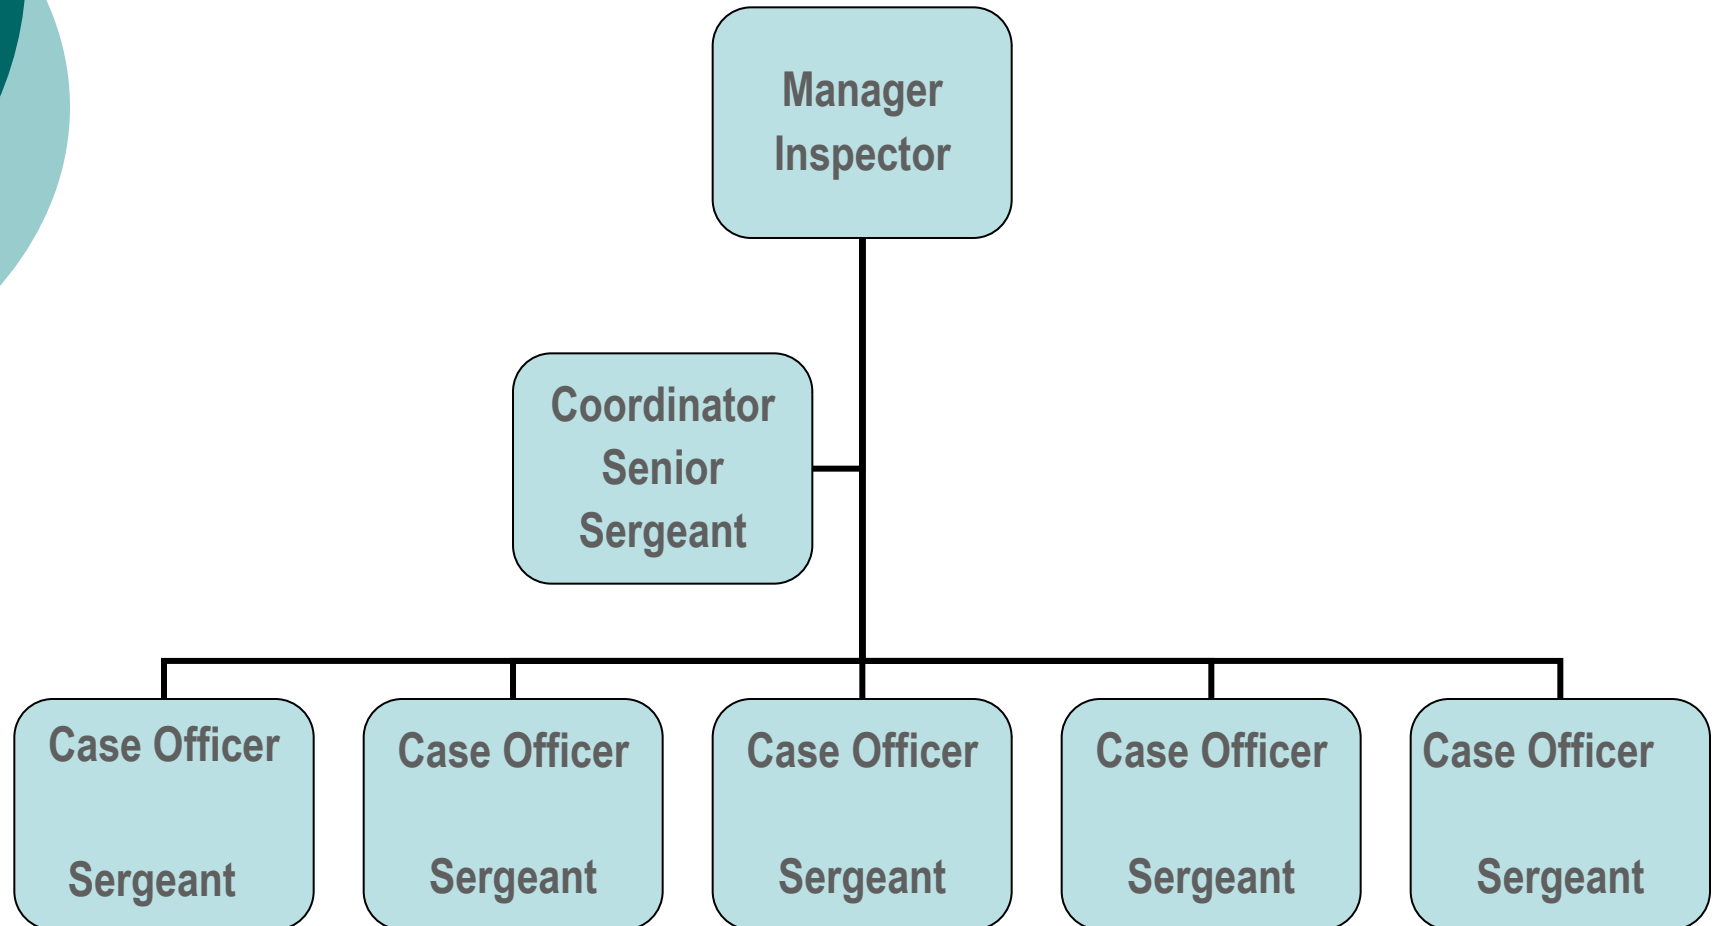 Manager
Inspector
Coordinator
Senior
Sergeant
Case Officer
Sergeant
Case Officer
Sergeant
Case Officer
Sergeant
Case Officer
Sergeant
Case Officer
Sergeant